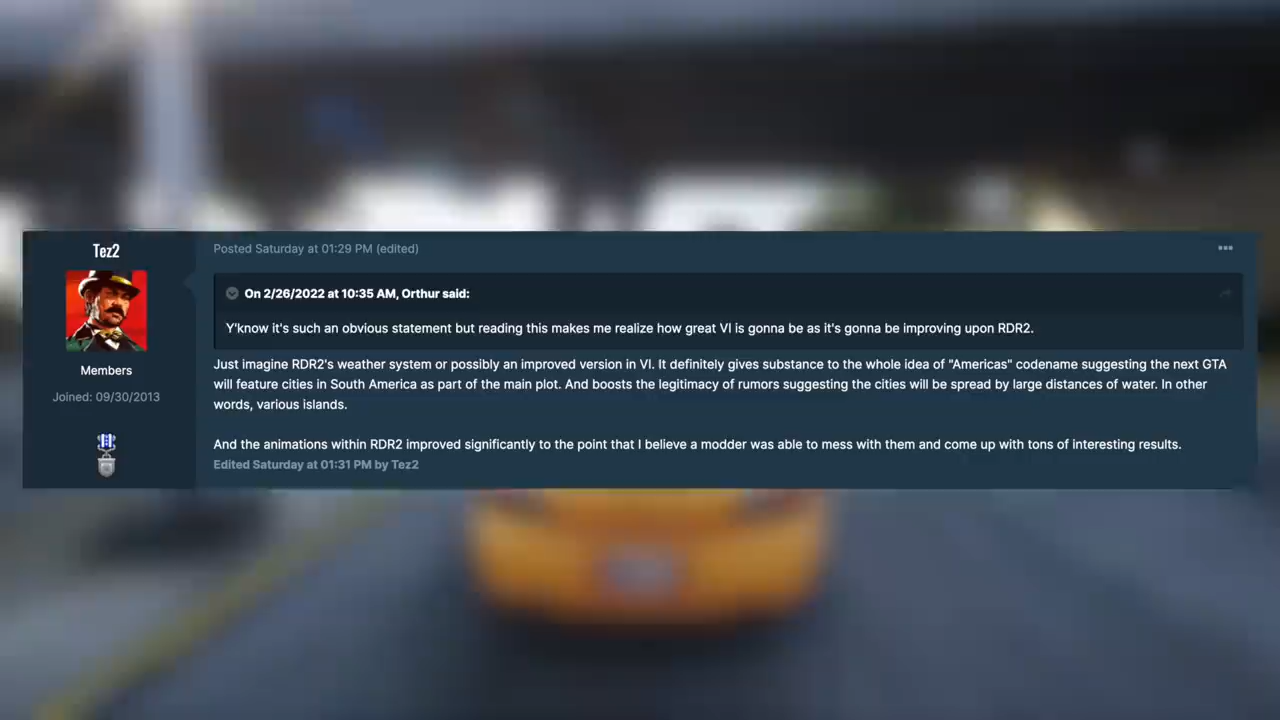 Tez2
Members
Joined: 09/30/2013
Posted Saturday at 01:29 PM (edited)
On 2/26/2022 at 10:35 AM, Orthur said:
Y'know it's such an obvious statement but reading this makes me realize how great VI is gonna be as it's gonna be improving upon RDR2.
Just imagine RDR2's weather system or possibly an improved version in VI. It definitely gives substance to the whole idea of "Americas" codename suggesting the next GTA
will feature cities in South America as part of the main plot. And boosts the legitimacy of rumors suggesting the cities will be spread by large distances of water. In other
words, various islands.
And the animations within RDR2 improved significantly to the point that I believe a modder was able to mess with them and come up with tons of interesting results.
Edited Saturday at 01:31 PM by Tez2